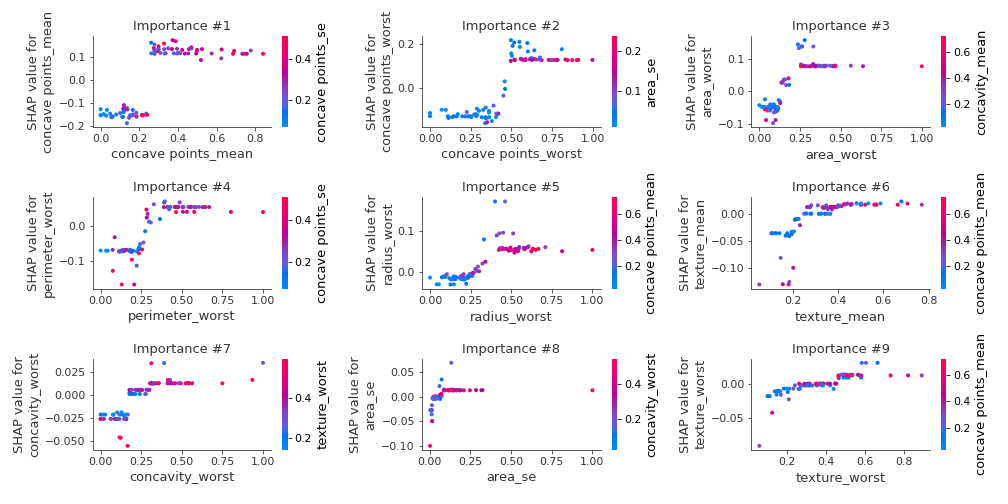 Importance #1
Importance #2
Importance #3
SHAP value for
concave points_mean
0.1
0.0
−0.1
−0.2
0.0
0.2
0.4
0.6
0.8
concave points_mean
0.4
0.2
concave points_se
SHAP value for
concave points_worst
0.2
0.0
0.00
0.25
0.50
0.75
1.00
concave points_worst
0.2
0.1
area_se
SHAP value for
area_worst
0.1
0.0
−0.1
0.00
0.25
0.50
0.75
1.00
area_worst
0.6
0.4
0.2
concavity_mean
Importance #4
Importance #5
Importance #6
SHAP value for
perimeter_worst
0.0
−0.1
0.00
0.25
0.50
0.75
1.00
perimeter_worst
0.4
0.2
concave points_se
SHAP value for
radius_worst
0.1
0.0
0.00
0.25
0.50
0.75
1.00
radius_worst
0.6
0.4
0.2
concave points_mean
SHAP value for
texture_mean
0.00
−0.05
−0.10
0.2
0.4
0.6
0.8
texture_mean
0.6
0.4
0.2
concave points_mean
Importance #7
Importance #8
Importance #9
SHAP value for
concavity_worst
0.025
0.000
−0.025
−0.050
0.00
0.25
0.50
0.75
1.00
concavity_worst
0.4
0.2
texture_worst
SHAP value for
area_se
0.05
0.00
−0.05
−0.10
0.00
0.25
0.50
0.75
1.00
area_se
0.4
0.2
concavity_worst
SHAP value for
texture_worst
0.00
−0.05
0.2
0.4
0.6
0.8
texture_worst
0.6
0.4
0.2
concave points_mean